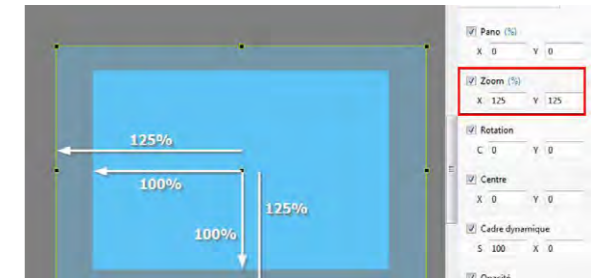 Pano (%)
X 0 Y 0
Zoom (%)
X 125 Y 125
125%
Rotation
C 0 Y 0
100%
Centre
X 0 Y 0
125%
100%
Cadre dynamique
S 100 X 0
Opacité